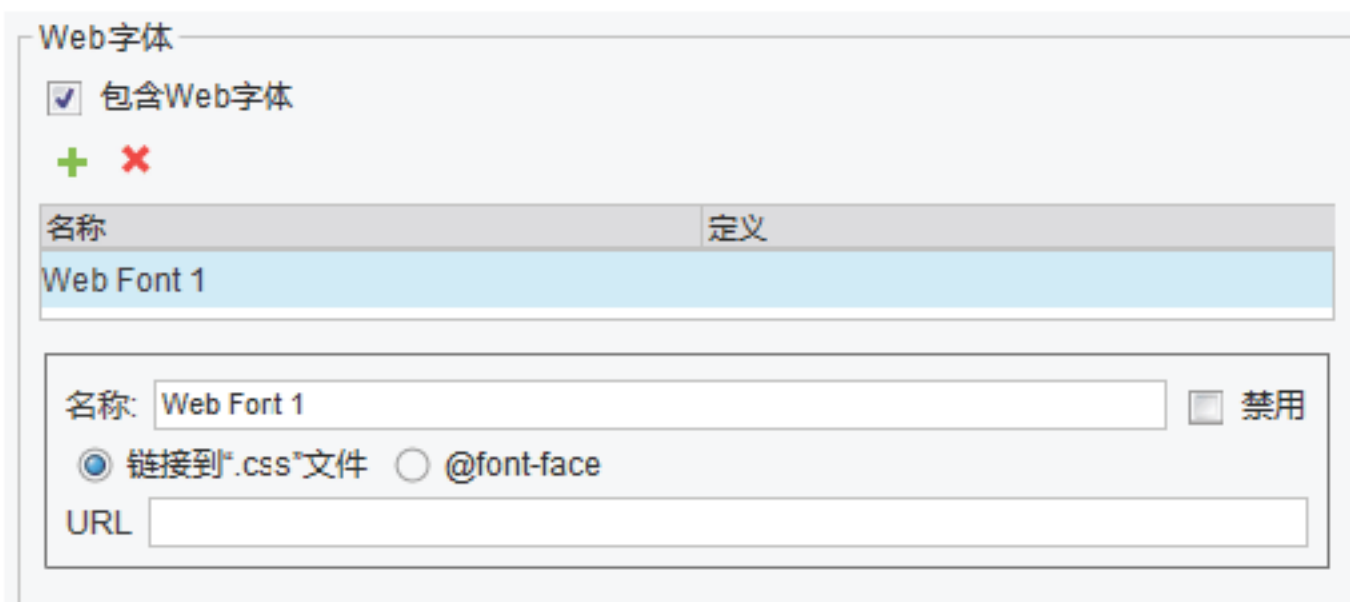 Web字体
包含Web字体
名称 定义
Web Font 1
名称: Web Fort 1 禁用
链接到“.css”文件 @font-face
URL